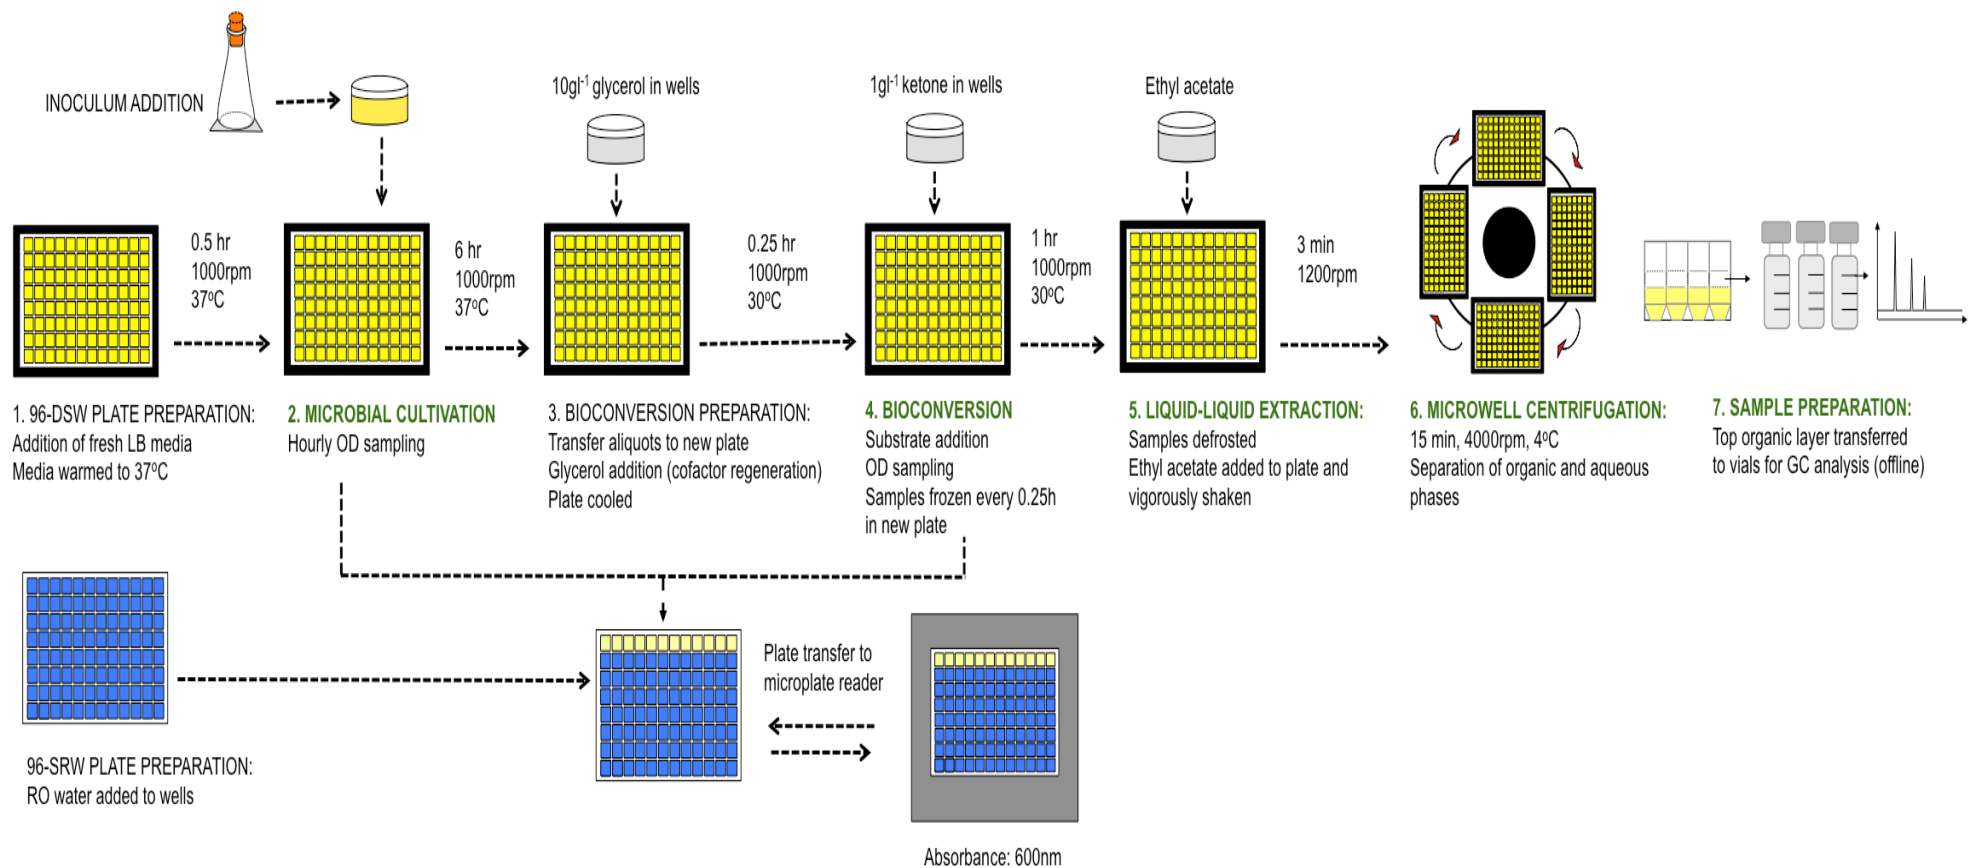 INOCULUM ADDITION
10gl⁻¹ glycerol in wells
1gl⁻¹ ketone in wells
Ethyl acetate
0.5 hr
1000rpm
37ºC
6 hr
1000rpm
37ºC
0.25 hr
1000rpm
30ºC
1 hr
1000rpm
30ºC
3 min
1200rpm
1. 96-DSW PLATE PREPARATION:
Addition of fresh LB media
Media warmed to 37ºC
2. MICROBIAL CULTIVATION
Hourly OD sampling
3. BIOCONVERSION PREPARATION:
Transfer aliquots to new plate
Glycerol addition (cofactor regeneration)
Plate cooled
4. BIOCONVERSION
Substrate addition
OD sampling
Samples frozen every 0.25h
in new plate
5. LIQUID-LIQUID EXTRACTION:
Samples defrosted
Ethyl acetate added to plate and
vigorously shaken
6. MICROWELL CENTRIFUGATION:
15 min, 4000rpm, 4ºC
Separation of organic and aqueous
phases
7. SAMPLE PREPARATION:
Top organic layer transferred
to vials for GC analysis (offline)
Plate transfer to
microplate reader
96-SRW PLATE PREPARATION:
RO water added to wells
Absorbance: 600nm